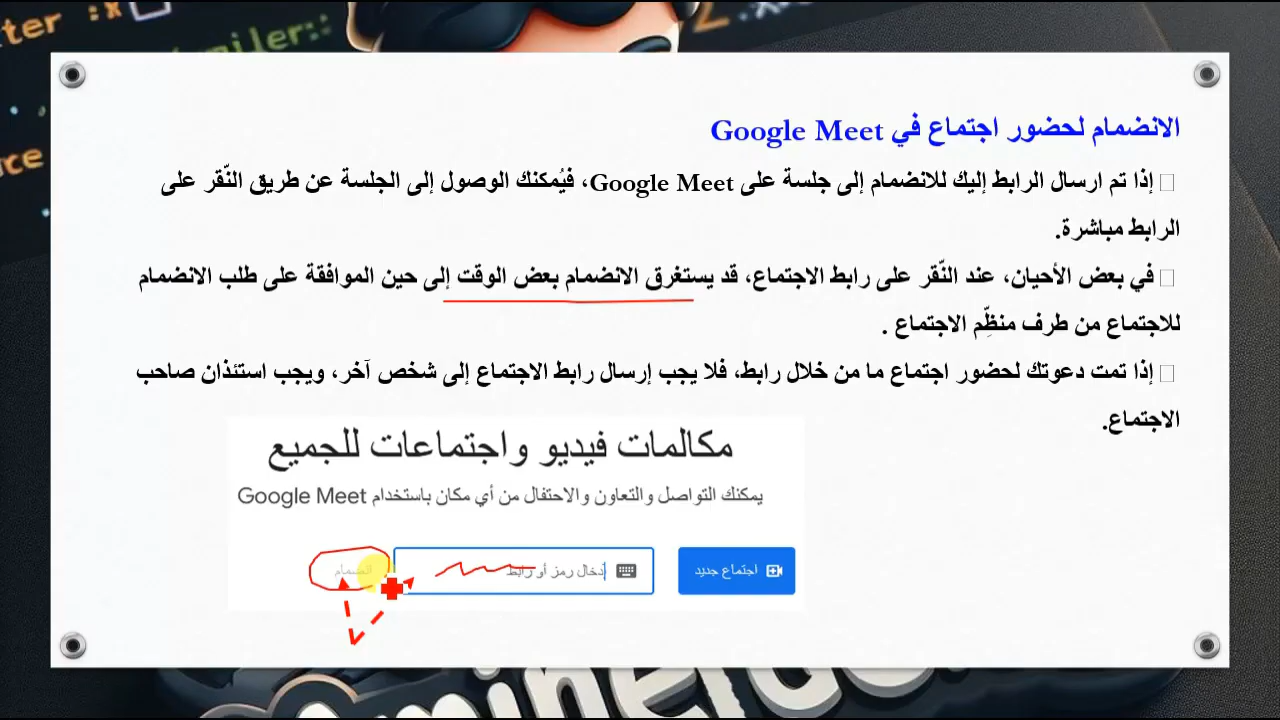 الانضمام لحضور اجتماع في Google Meet
إذا تم ارسال الرابط إليك للانضمام إلى جلسة على Google Meet، فيُمكنك الوصول إلى الجلسة عن طريق النّقر على
الرابط مباشرة.
في بعض الأحيان، عند النّقر على رابط الاجتماع، قد يستغرق الانضمام بعض الوقت إلى حين الموافقة على طلب الانضمام
للاجتماع من طرف منظِّم الاجتماع .
إذا تمت دعوتك لحضور اجتماع ما من خلال رابط، فلا يجب إرسال رابط الاجتماع إلى شخص آخر، ويجب استئذان صاحب
الاجتماع.
مكالمات فيديو واجتماعات للجميع
يمكنك التواصل والتعاون والاحتفال من أي مكان باستخدام Google Meet
اجتماع جديد
إدخال رمز أو رابط
انضمام